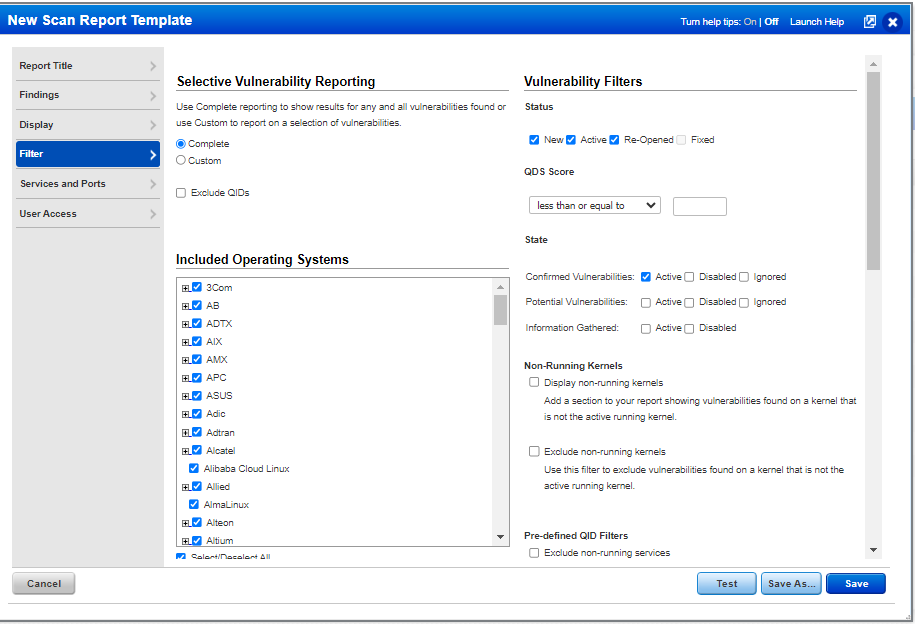 New Scan Report Template
Turn help tips: On | Off Launch Help
Report Title
Findings
Display
Filter
Services and Ports
User Access
Selective Vulnerability Reporting
Use Complete reporting to show results for any and all vulnerabilities found or
use Custom to report on a selection of vulnerabilities.
Complete
Custom
Exclude QIDs
Included Operating Systems
3Com
AB
ADTX
AIX
AMX
APC
ASUS
Adic
Adtran
Alcatel
Alibaba Cloud Linux
Allied
AlmaLinux
Alteon
Altium
Select/Deselect All
Vulnerability Filters
Status
New Active Re-Opened Fixed
QDS Score
less than or equal to
State
Confirmed Vulnerabilities: Active Disabled Ignored
Potential Vulnerabilities: Active Disabled Ignored
Information Gathered: Active Disabled
Non-Running Kernels
Display non-running kernels
Add a section to your report showing vulnerabilities found on a kernel that
is not the active running kernel.
Exclude non-running kernels
Use this filter to exclude vulnerabilities found on a kernel that is not the
active running kernel.
Pre-defined QID Filters
Exclude non-running services
Cancel
Test
Save As...
Save